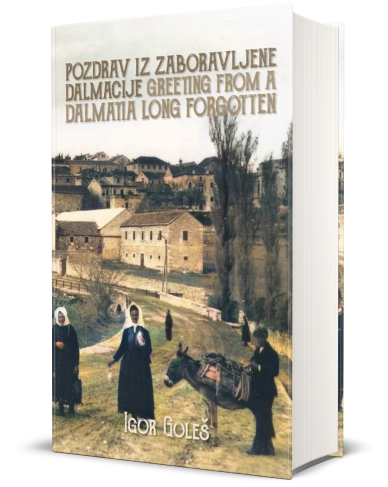 POZDRAV IZ ZABORAVLJENE
DALMACIJE GREETING FROM A
DALMATIA LONG FORGOTTEN
IGOR GOLEŠ